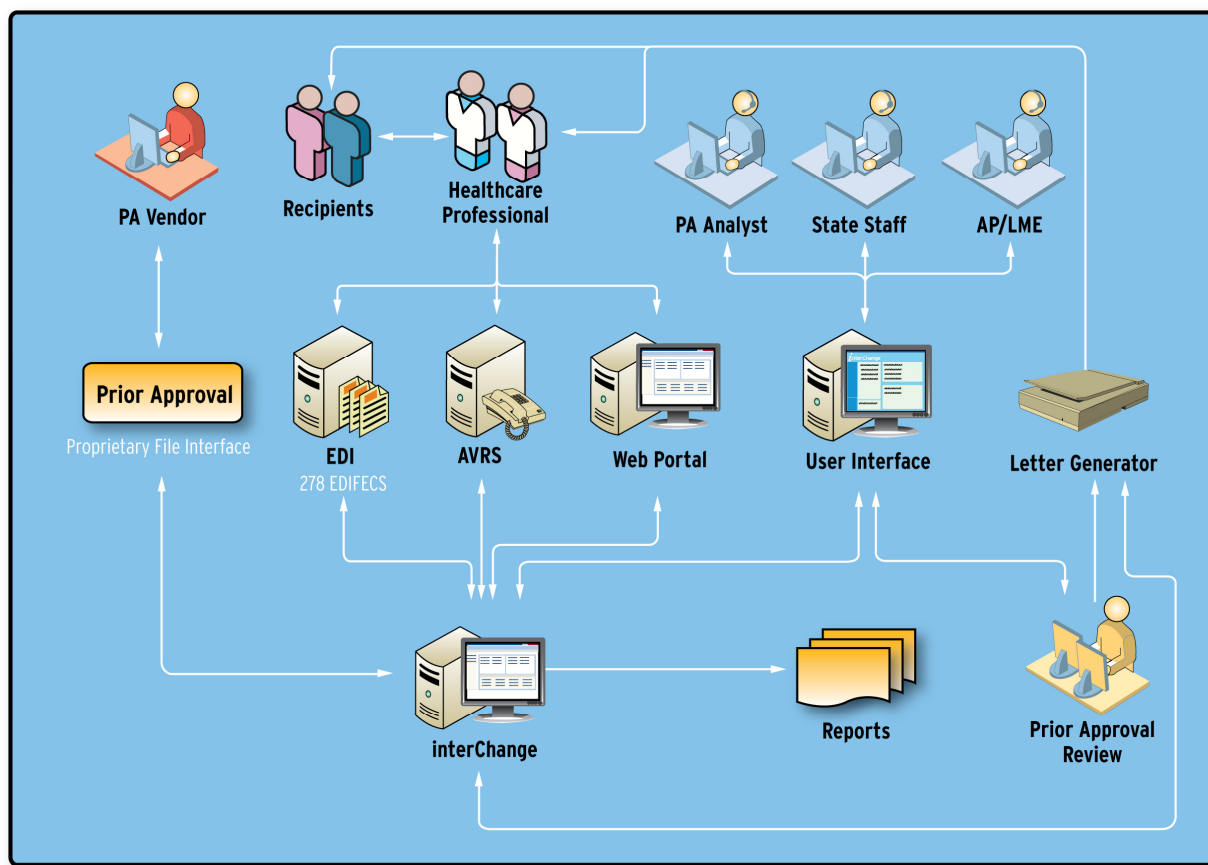 PA Vendor
Recipients
Healthcare
Professional
PA Analyst
State Staff
AP/LME
Prior Approval
Proprietary File Interface
EDI
278 EDIFECS
AVRS
Web Portal
interChange
User Interface
Letter Generator
interChange
Reports
Prior Approval
Review